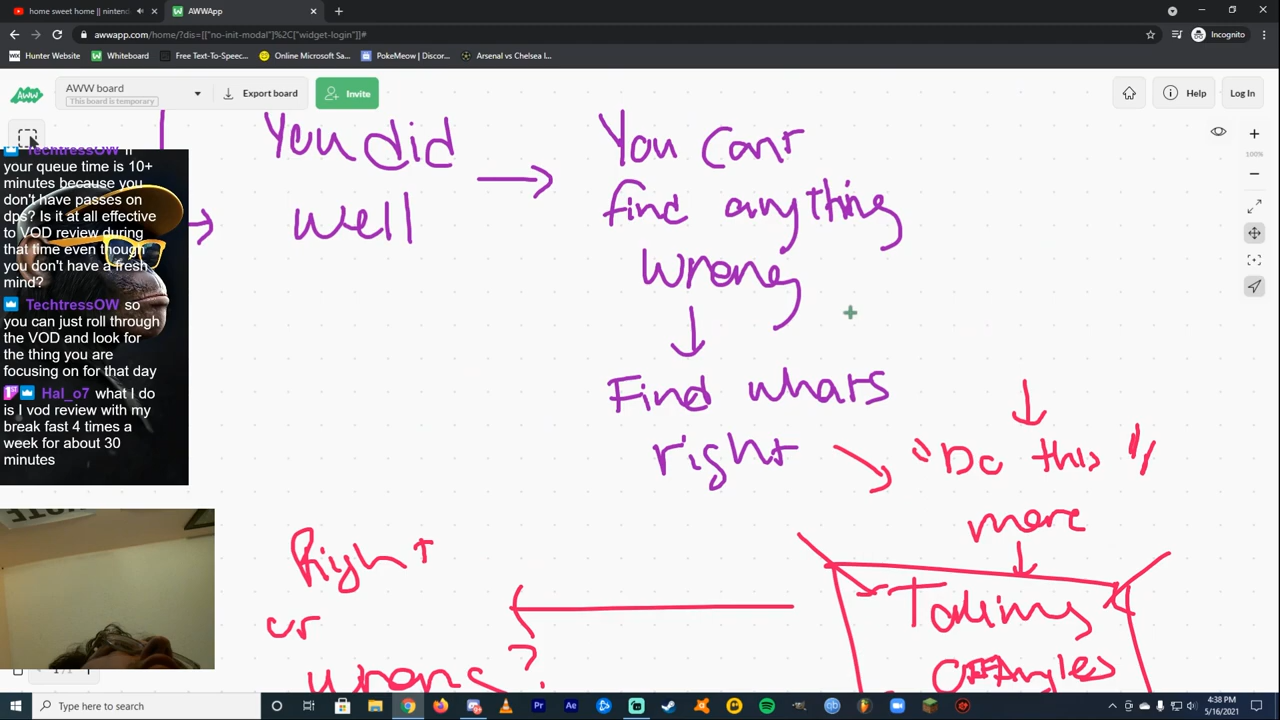 home sweet home || nintend
AWWApp
awwapp.com/home/?dis=[["no-init-modal"}%2C["widget-login"]]#
Incognito
Hunter Website
Whiteboard
Free Text-To-Speec...
Online Microsoft Sa...
PokeMeow | Discor...
Arsenal vs Chelsea l...
AWW board
This board is temporary
Export board
Invite
Help
Log In
100%
You did
well
You can't
find anything
wrong
Find whats
right
"Do this"
more
Taking
Offangles
Right
or
wrong?
TechtressOW If
your queue time is 10+
minutes because you
don't have passes on
dps? Is it at all effective
to VOD review during
that time even though
you don't have a fresh
mind?
TechtressOW so
you can just roll through
the VOD and look for
the thing you are
focusing on for that day
Hal_o7 what I do
is I vod review with my
break fast 4 times a
week for about 30
minutes
Type here to search
4:38 PM
5/16/2021